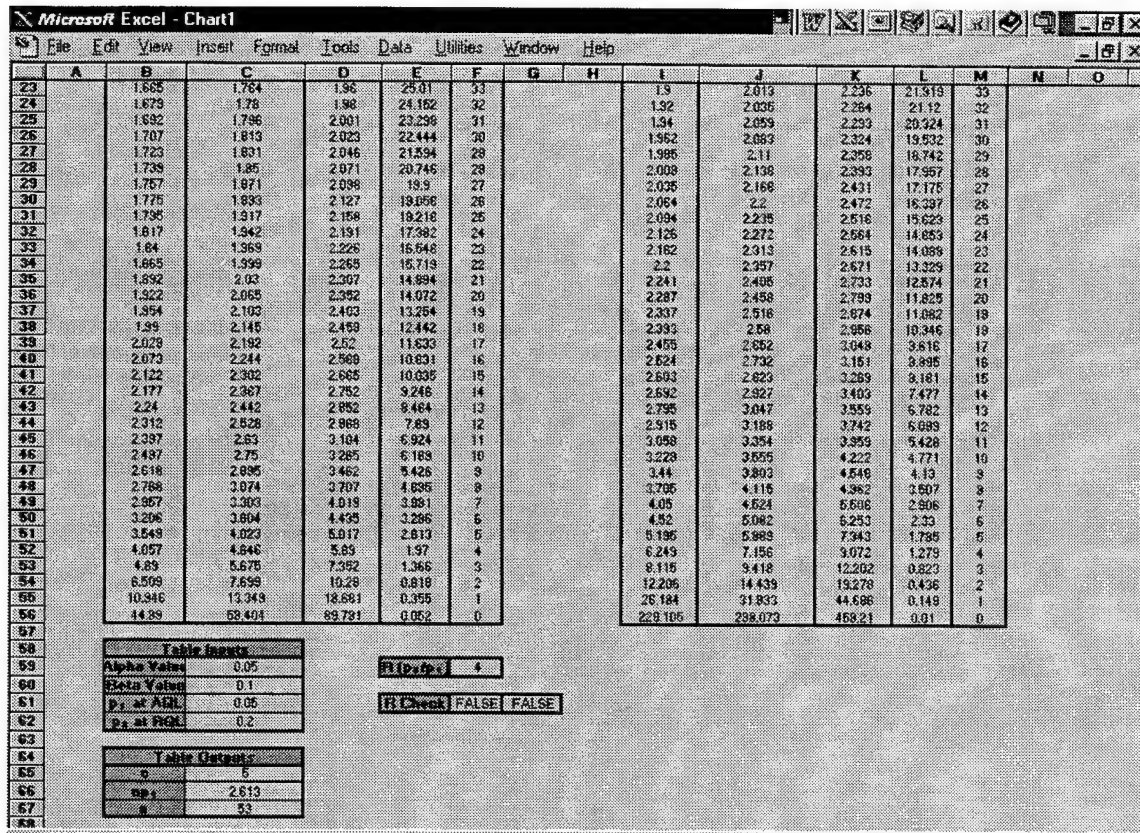 Microsoft Excel - Chart1
File Edit View Insert Format Tools Data Utilities Window Help
A B C D E F G H I J K L M N O
23 1.665 1.764 1.96 25.01 33 1.9 2.013 2.236 21.919 33
24 1.679 1.78 1.98 24.152 32 1.92 2.035 2.264 21.12 32
25 1.692 1.796 2.001 23.298 31 1.94 2.059 2.293 20.324 31
26 1.707 1.813 2.023 22.444 30 1.962 2.083 2.324 19.532 30
27 1.723 1.831 2.046 21.594 29 1.985 2.11 2.358 18.742 29
28 1.739 1.85 2.071 20.746 28 2.009 2.138 2.393 17.957 28
29 1.757 1.871 2.098 19.9 27 2.035 2.168 2.431 17.175 27
30 1.775 1.893 2.127 19.058 26 2.064 2.2 2.472 16.397 26
31 1.795 1.917 2.158 18.218 25 2.094 2.235 2.516 15.623 25
32 1.817 1.942 2.191 17.382 24 2.126 2.272 2.564 14.853 24
33 1.84 1.969 2.226 16.548 23 2.162 2.313 2.615 14.088 23
34 1.865 1.999 2.265 15.719 22 2.2 2.357 2.671 13.329 22
35 1.892 2.03 2.307 14.894 21 2.241 2.405 2.733 12.574 21
36 1.922 2.065 2.352 14.072 20 2.287 2.458 2.799 11.825 20
37 1.954 2.103 2.403 13.254 19 2.337 2.516 2.874 11.082 19
38 1.99 2.145 2.459 12.442 18 2.393 2.58 2.956 10.346 18
39 2.029 2.192 2.52 11.633 17 2.455 2.652 3.048 9.616 17
40 2.073 2.244 2.589 10.831 16 2.524 2.732 3.151 8.895 16
41 2.122 2.302 2.665 10.035 15 2.603 2.823 3.269 8.181 15
42 2.177 2.367 2.752 9.246 14 2.692 2.927 3.403 7.477 14
43 2.24 2.442 2.852 8.464 13 2.795 3.047 3.559 6.782 13
44 2.312 2.528 2.968 7.69 12 2.915 3.188 3.742 6.099 12
45 2.397 2.63 3.104 6.924 11 3.058 3.354 3.959 5.428 11
46 2.497 2.75 3.265 6.169 10 3.229 3.555 4.222 4.771 10
47 2.618 2.895 3.462 5.426 9 3.44 3.803 4.548 4.13 9
48 2.768 3.074 3.707 4.695 8 3.705 4.115 4.962 3.507 8
49 2.957 3.303 4.019 3.981 7 4.05 4.524 5.506 2.906 7
50 3.206 3.604 4.435 3.286 6 4.52 5.082 6.253 2.33 6
51 3.549 4.023 5.017 2.613 5 5.195 5.889 7.343 1.785 5
52 4.057 4.646 5.89 1.97 4 6.249 7.156 9.072 1.279 4
53 4.89 5.675 7.352 1.366 3 8.115 9.418 12.202 0.823 3
54 6.509 7.699 10.28 0.818 2 12.206 14.439 19.278 0.436 2
55 10.946 13.349 18.681 0.355 1 26.184 31.933 44.686 0.149 1
56 44.89 58.404 89.781 0.052 0 229.105 298.073 458.21 0.01 0
57
58 Table Inputs
59 Alpha Value 0.05 R (p₂/p₁) 4
60 Beta Value 0.1
61 p₁ at AQL 0.05 R Check FALSE FALSE
62 p₂ at RQL 0.2
63
64 Table Outputs
65 c 5
66 np₁ 2.613
67 n 53
68